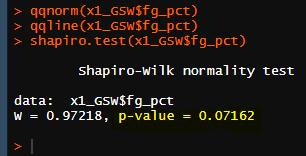 > qqnorm(x1_GSW$fg_pct)
> qqline(x1_GSW$fg_pct)
> shapiro.test(x1_GSW$fg_pct)
Shapiro-Wilk normality test
data: x1_GSW$fg_pct
W = 0.97218, p-value = 0.07162
>